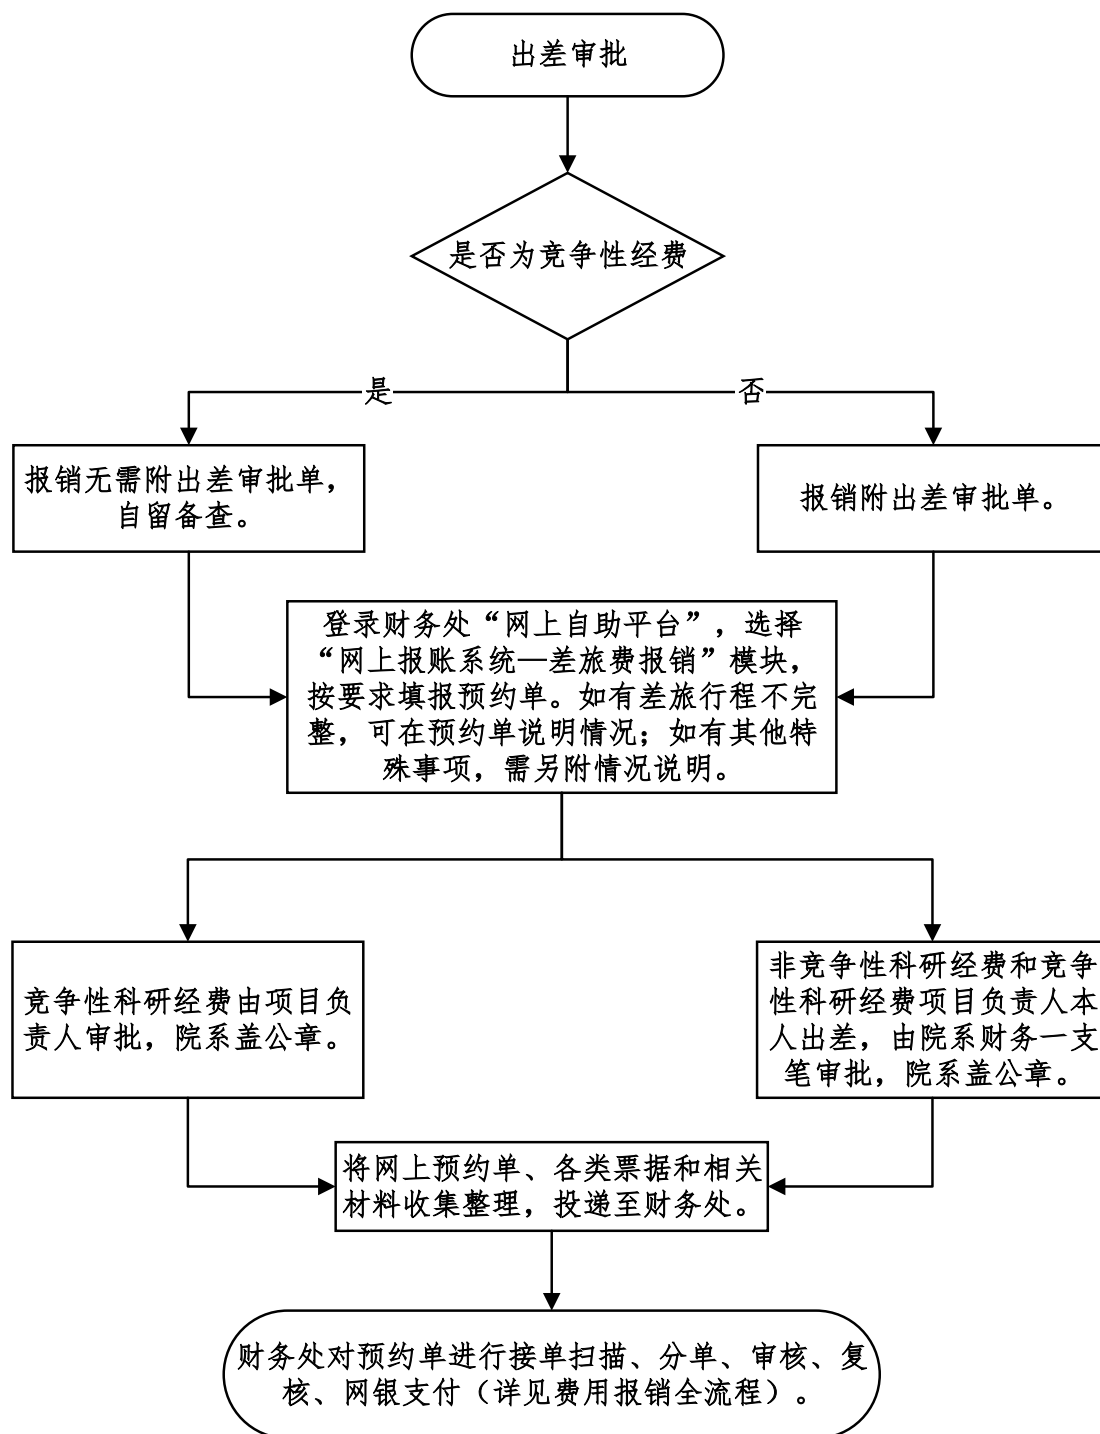 出差审批
是否为竞争性经费
是
否
报销无需附出差审批单，
自留备查。
报销附出差审批单。
登录财务处“网上自助平台”，选择
“网上报账系统—差旅费报销”模块，
按要求填报预约单。如有差旅行程不完
整，可在预约单说明情况；如有其他特
殊事项，需另附情况说明。
竞争性科研经费由项目负
责人审批，院系盖公章。
非竞争性科研经费和竞争
性科研经费项目负责人本
人出差，由院系财务一支
笔审批，院系盖公章。
将网上预约单、各类票据和相关
材料收集整理，投递至财务处。
财务处对预约单进行接单扫描、分单、审核、复
核、网银支付（详见费用报销全流程）。